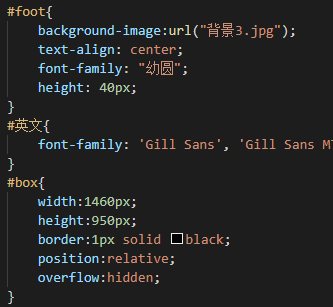 #foot{
background-image:url("背景3.jpg");
text-align: center;
font-family: "幼圆";
height: 40px;
}
#英文{
font-family: 'Gill Sans', 'Gill Sans M
}
#box{
width:1460px;
height:950px;
border:1px solid black;
position:relative;
overflow:hidden;
}